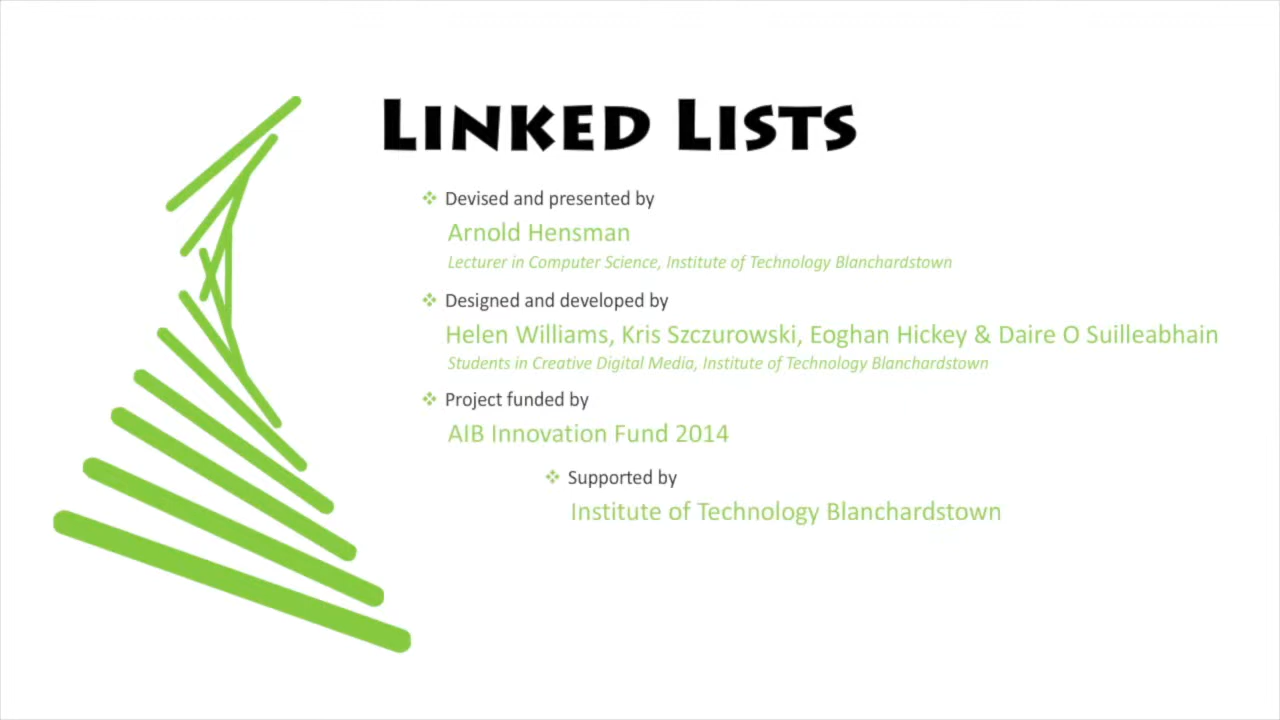 Linked Lists
Devised and presented by
Arnold Hensman
Lecturer in Computer Science, Institute of Technology Blanchardstown
Designed and developed by
Helen Williams, Kris Szczurowski, Eoghan Hickey & Daire O Suilleabhain
Students in Creative Digital Media, Institute of Technology Blanchardstown
Project funded by
AIB Innovation Fund 2014
Supported by
Institute of Technology Blanchardstown